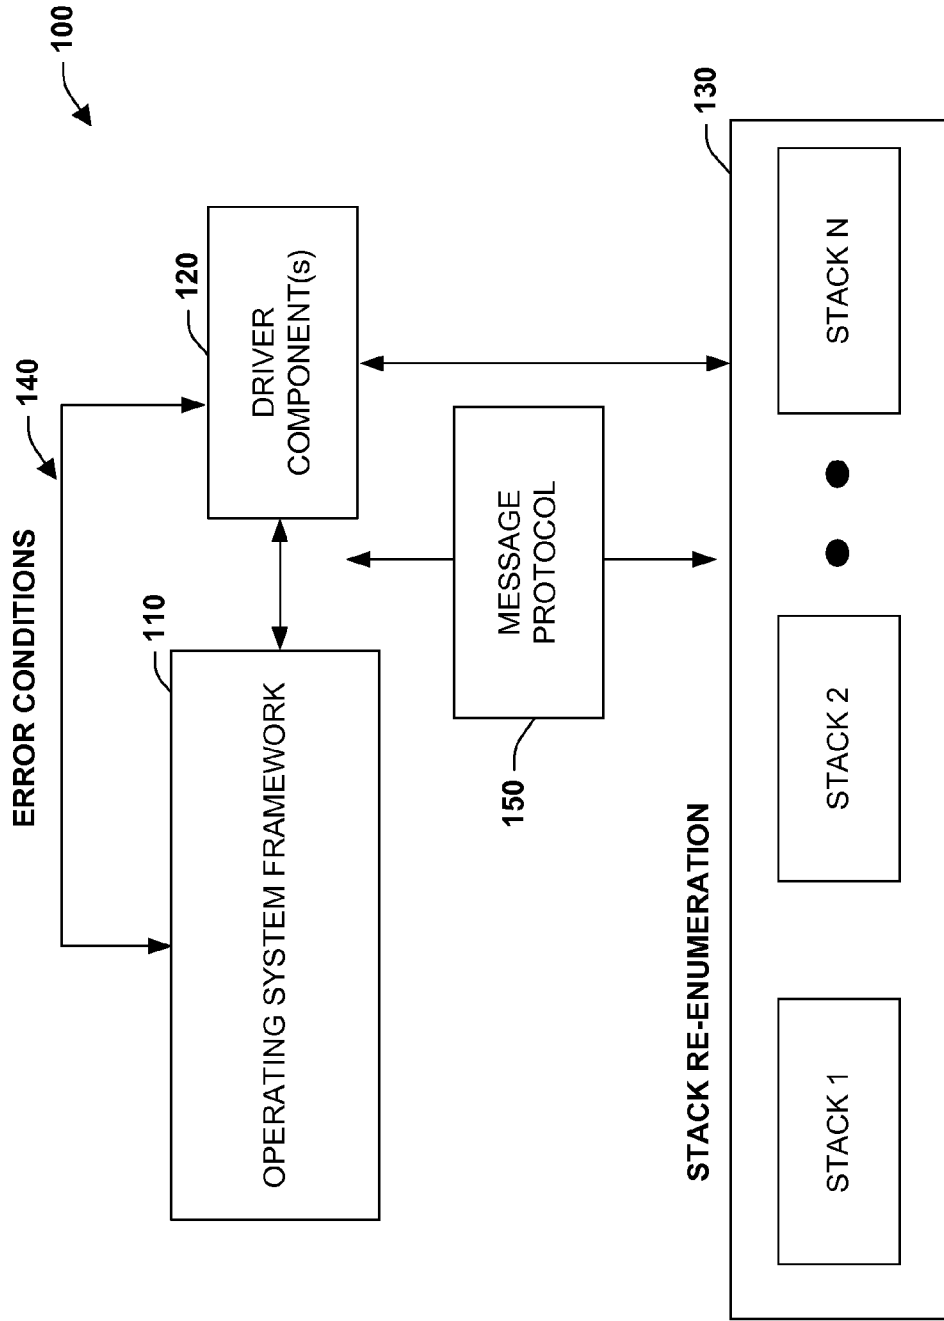 100
ERROR CONDITIONS
140
110
OPERATING SYSTEM FRAMEWORK
120
DRIVER
COMPONENT(s)
150
MESSAGE
PROTOCOL
STACK RE-ENUMERATION
130
STACK 1
STACK 2
STACK N